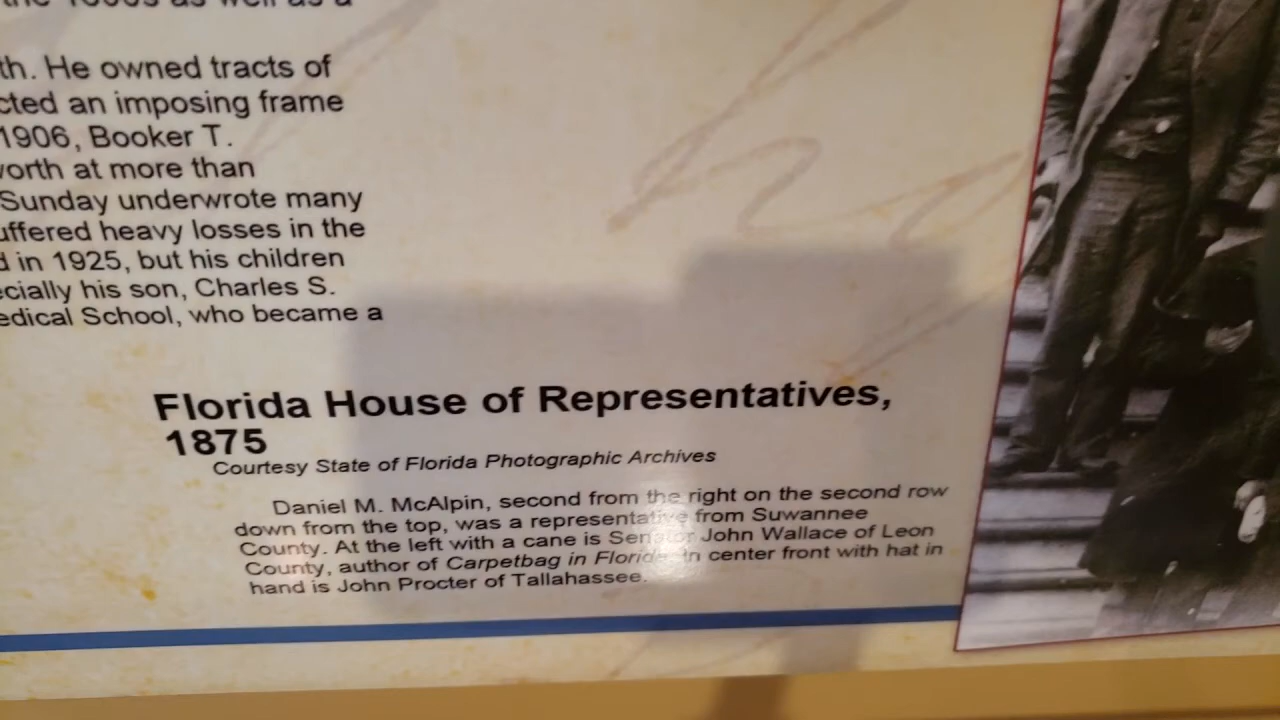 th. He owned tracts of
cted an imposing frame
1906, Booker T.
vorth at more than
Sunday underwrote many
uffered heavy losses in the
d in 1925, but his children
ecially his son, Charles S.
edical School, who became a
Florida House of Representatives,
1875
Courtesy State of Florida Photographic Archives
Daniel M. McAlpin, second from the right on the second row
down from the top, was a representative from Suwannee
County. At the left with a cane is Senator John Wallace of Leon
County, author of Carpetbag in Florida. In center front with hat in
hand is John Procter of Tallahassee.